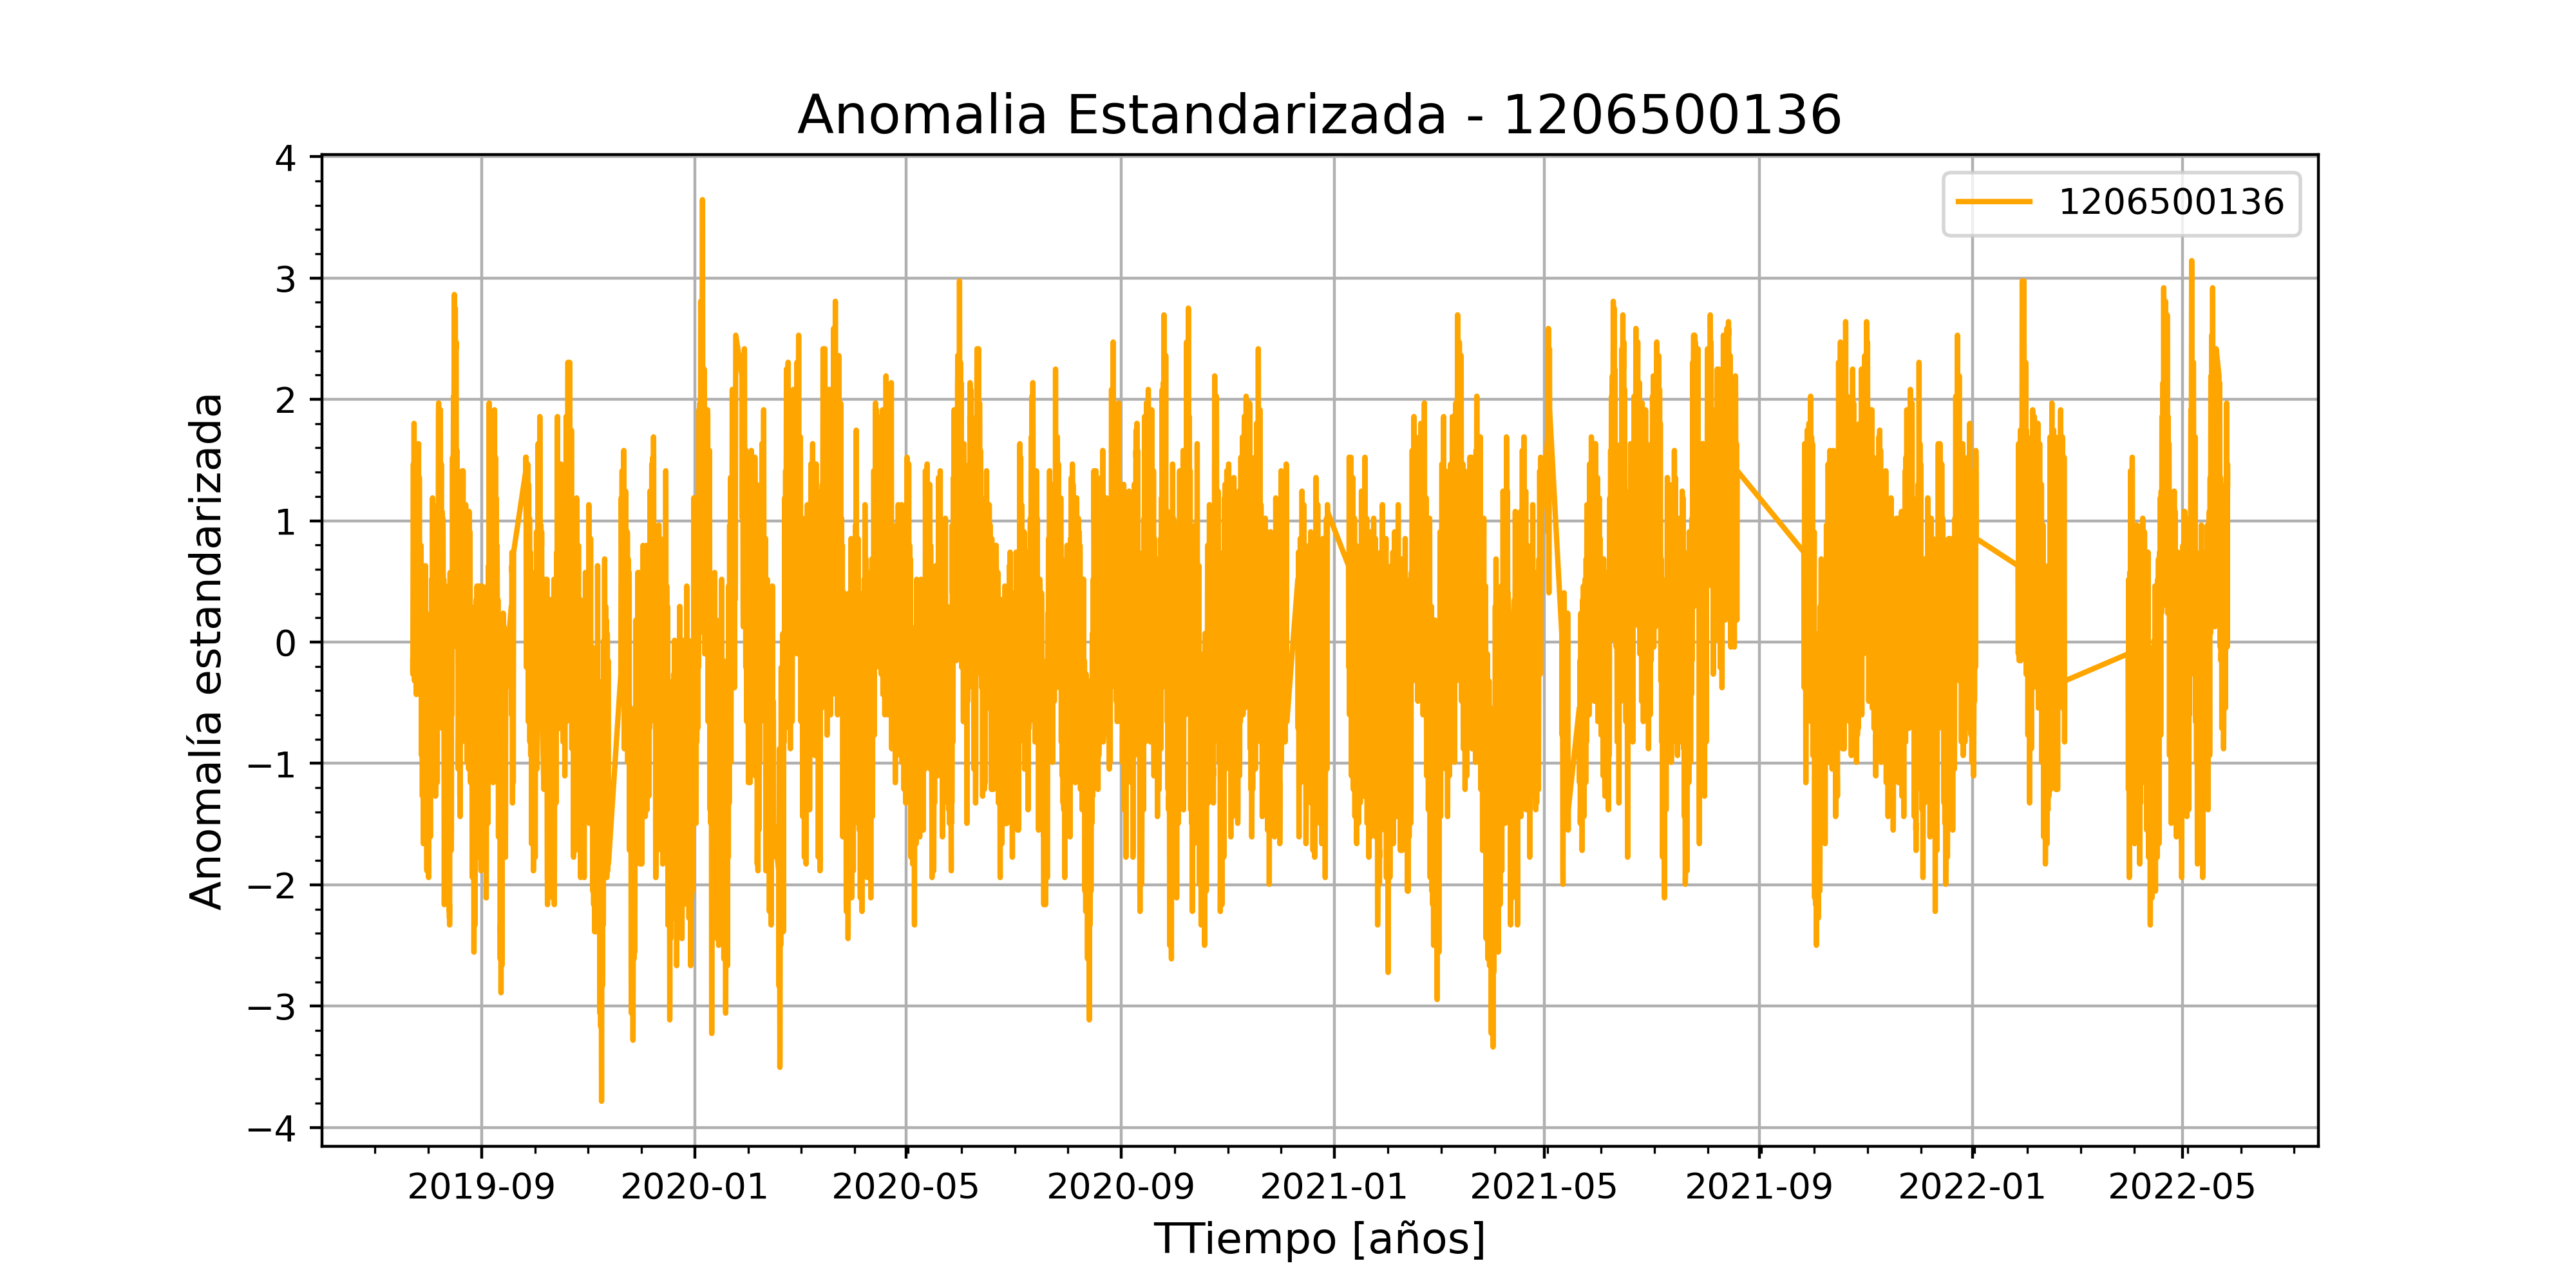 Anomalia Estandarizada - 1206500136
1206500136
Anomalía estandarizada
4
3
2
1
0
−1
−2
−3
−4
2019-09 2020-01 2020-05 2020-09 2021-01 2021-05 2021-09 2022-01 2022-05
TTiempo [años]